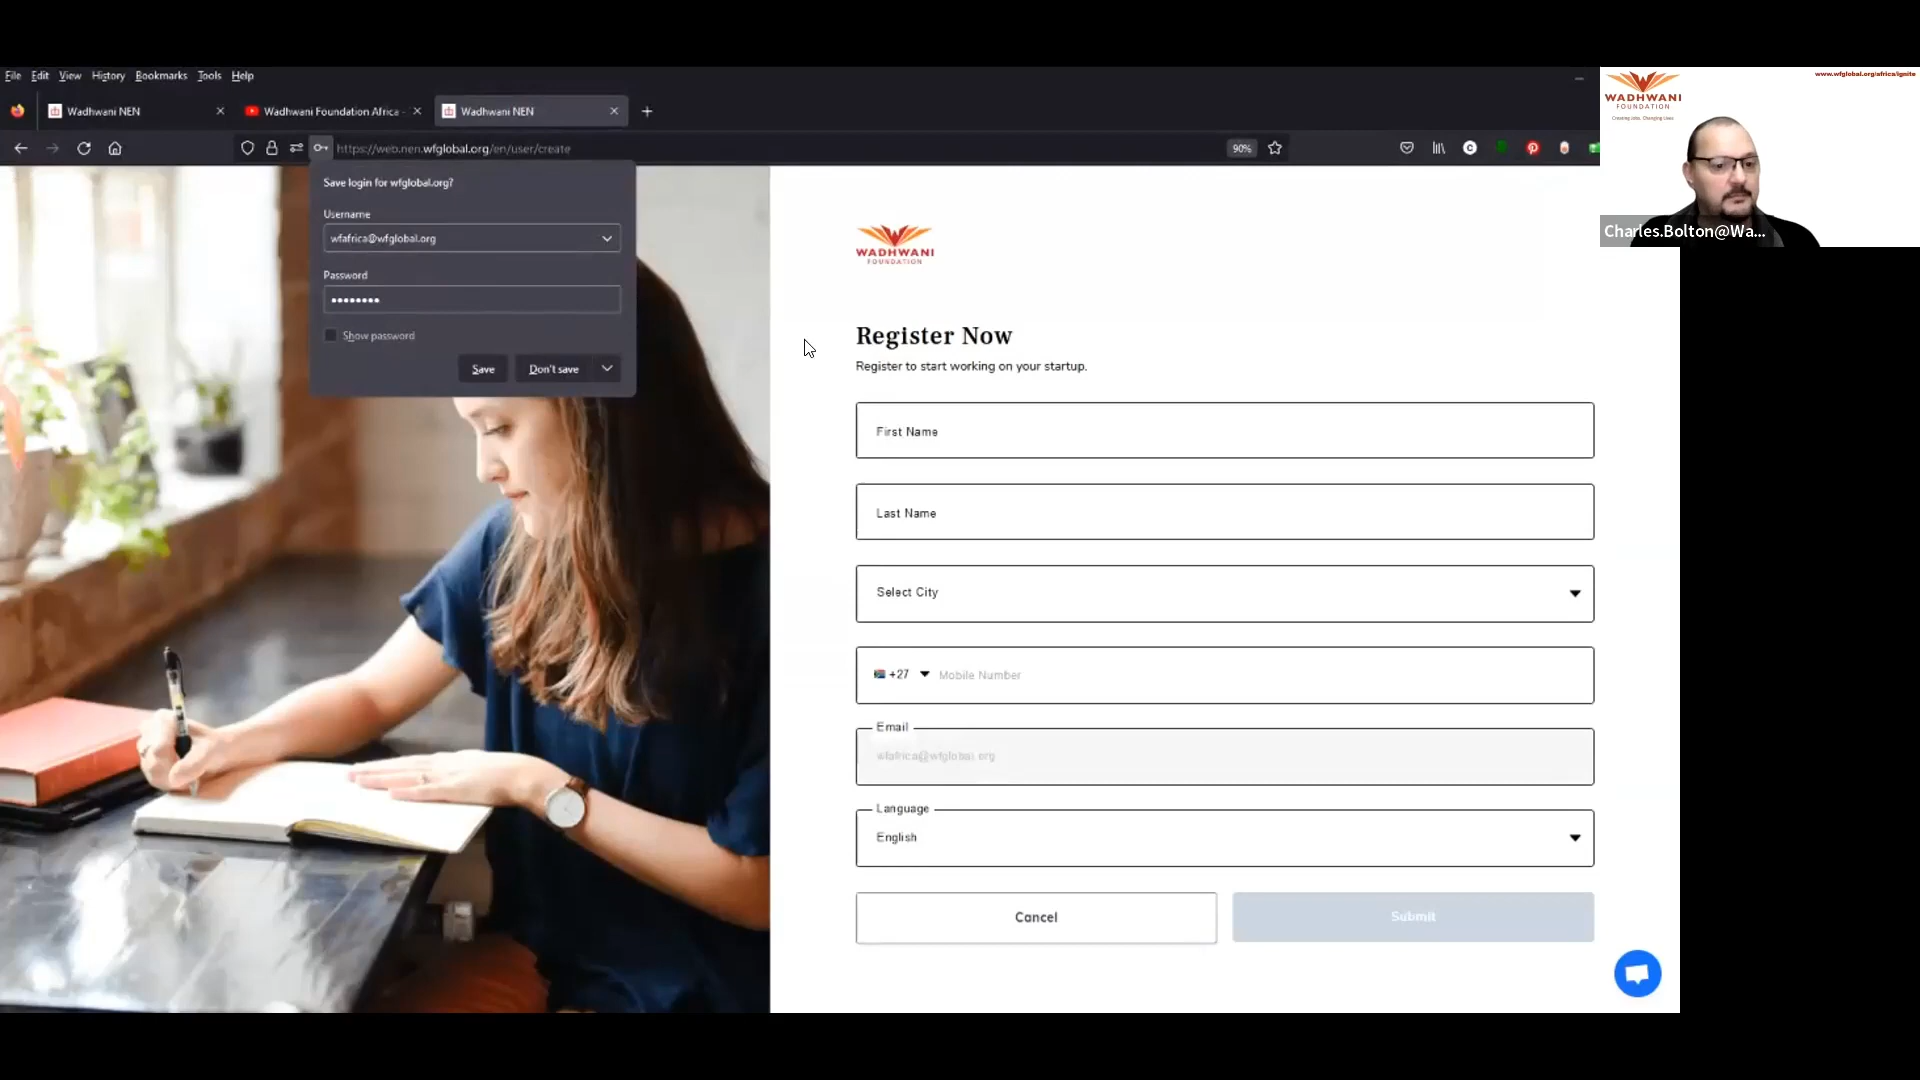 File Edit View History Bookmarks Tools Help
Wadhwani NEN
Wadhwani Foundation Africa -
Wadhwani NEN
https://web.nen.wfglobal.org/en/user/create
90%
Save login for wfglobal.org?
Username
wfafrica@wfglobal.org
Password
Show password
Save
Don't save
WADHWANI
FOUNDATION
Register Now
Register to start working on your startup.
First Name
Last Name
Select City
+27 Mobile Number
Email
wfafrica@wfglobal.org
Language
English
Cancel
Submit
www.wfglobal.org/africa/ignite
WADHWANI
FOUNDATION
Creating Jobs. Changing Lives
Charles.Bolton@Wa...